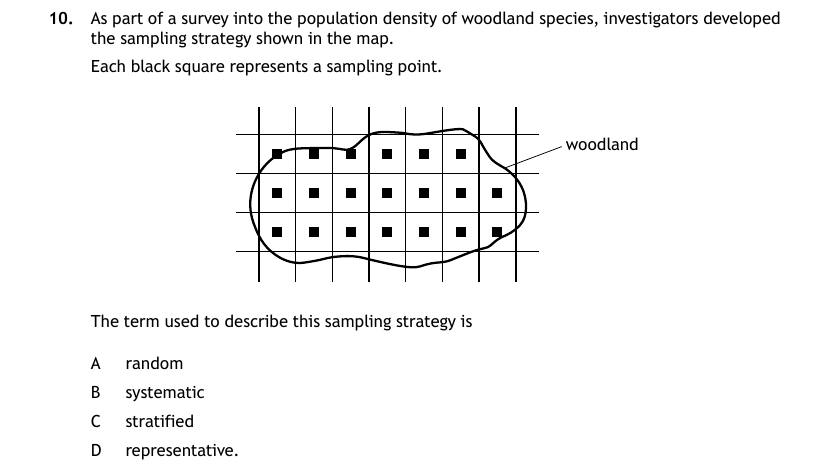 10. As part of a survey into the population density of woodland species, investigators developed
the sampling strategy shown in the map.
Each black square represents a sampling point.
woodland
The term used to describe this sampling strategy is
A random
B systematic
C stratified
D representative.